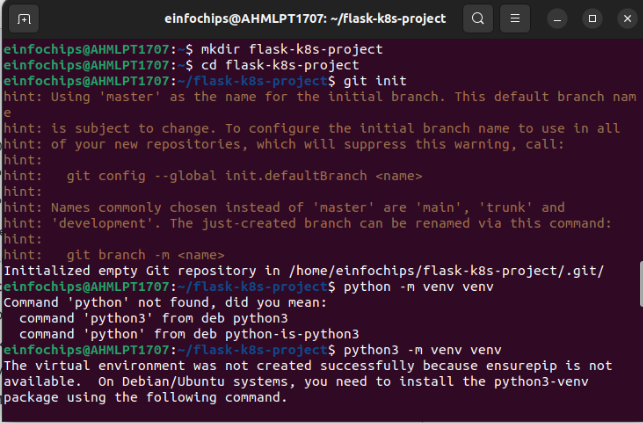 einfochips@AHMLPT1707: ~/flask-k8s-project
einfochips@AHMLPT1707:~$ mkdir flask-k8s-project
einfochips@AHMLPT1707:~$ cd flask-k8s-project
einfochips@AHMLPT1707:~/flask-k8s-project$ git init
hint: Using 'master' as the name for the initial branch. This default branch nam
e
hint: is subject to change. To configure the initial branch name to use in all
hint: of your new repositories, which will suppress this warning, call:
hint:
hint:   git config --global init.defaultBranch <name>
hint:
hint: Names commonly chosen instead of 'master' are 'main', 'trunk' and
hint: 'development'. The just-created branch can be renamed via this command:
hint:
hint:   git branch -m <name>
Initialized empty Git repository in /home/einfochips/flask-k8s-project/.git/
einfochips@AHMLPT1707:~/flask-k8s-project$ python -m venv venv
Command 'python' not found, did you mean:
  command 'python3' from deb python3
  command 'python' from deb python-is-python3
einfochips@AHMLPT1707:~/flask-k8s-project$ python3 -m venv venv
The virtual environment was not created successfully because ensurepip is not
available.  On Debian/Ubuntu systems, you need to install the python3-venv
package using the following command.